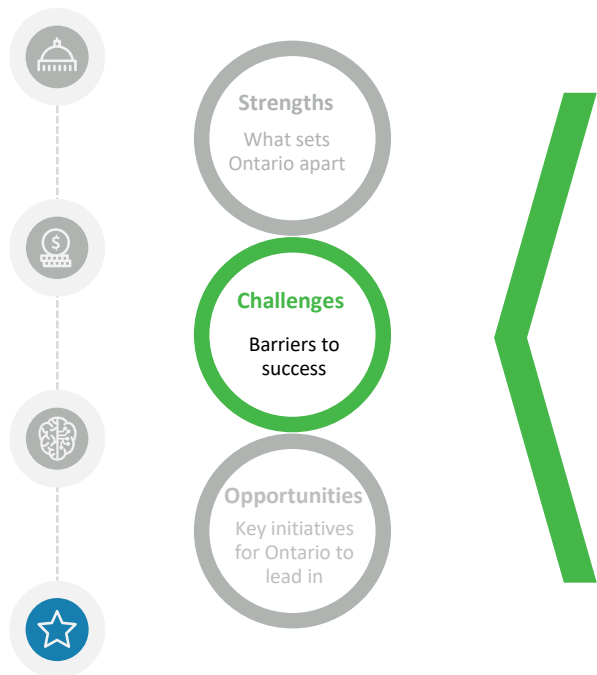 Strengths
What sets
Ontario apart
$
Challenges
Barriers to
success
Opportunities
Key initiatives
for Ontario to
lead in